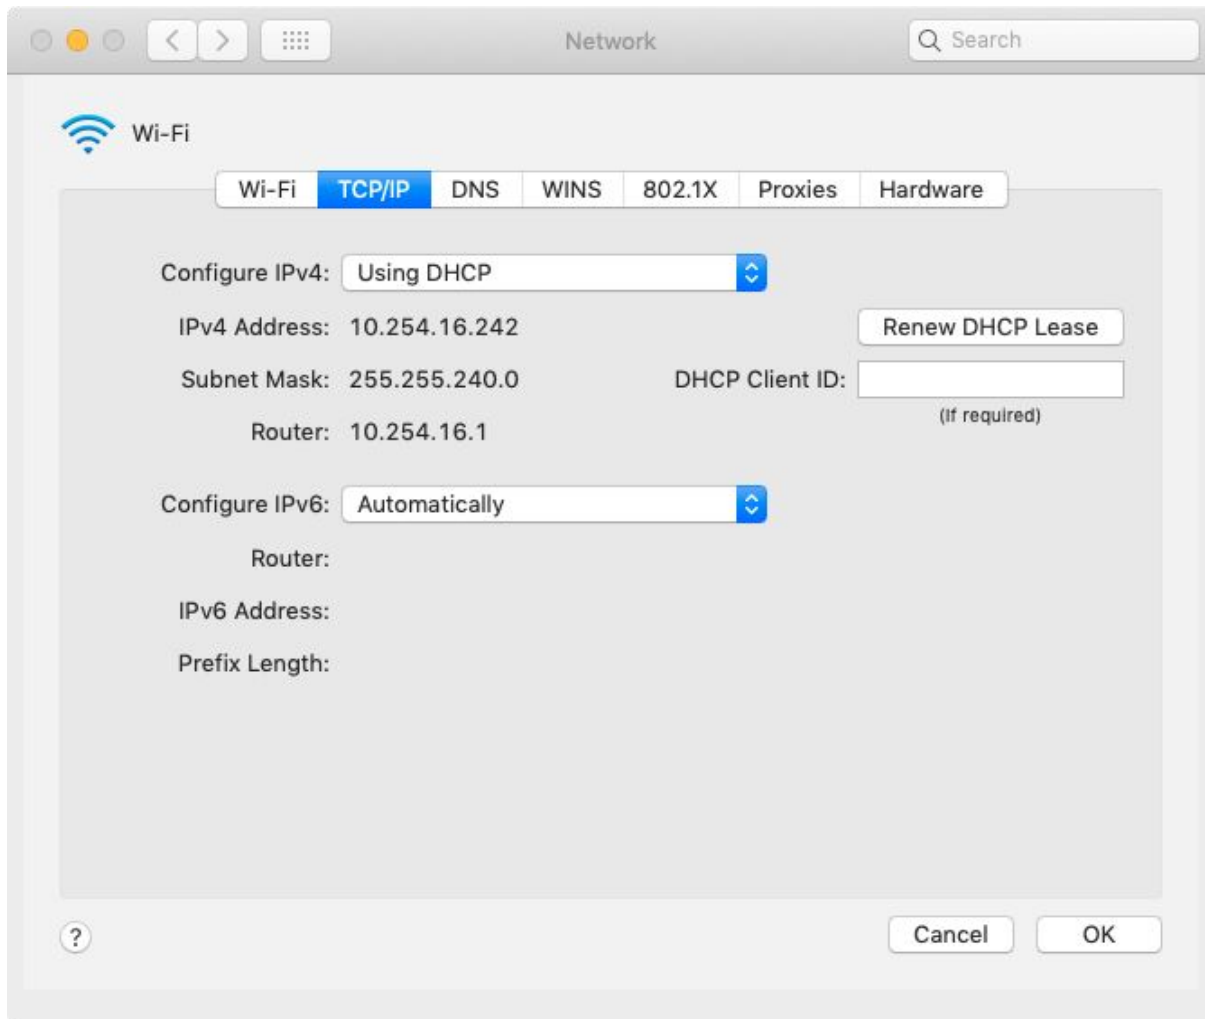 Network
Search
Wi-Fi
Wi-Fi TCP/IP DNS WINS 802.1X Proxies Hardware
Configure IPv4: Using DHCP
IPv4 Address: 10.254.16.242 Renew DHCP Lease
Subnet Mask: 255.255.240.0 DHCP Client ID:
(If required)
Router: 10.254.16.1
Configure IPv6: Automatically
Router:
IPv6 Address:
Prefix Length:
? Cancel OK